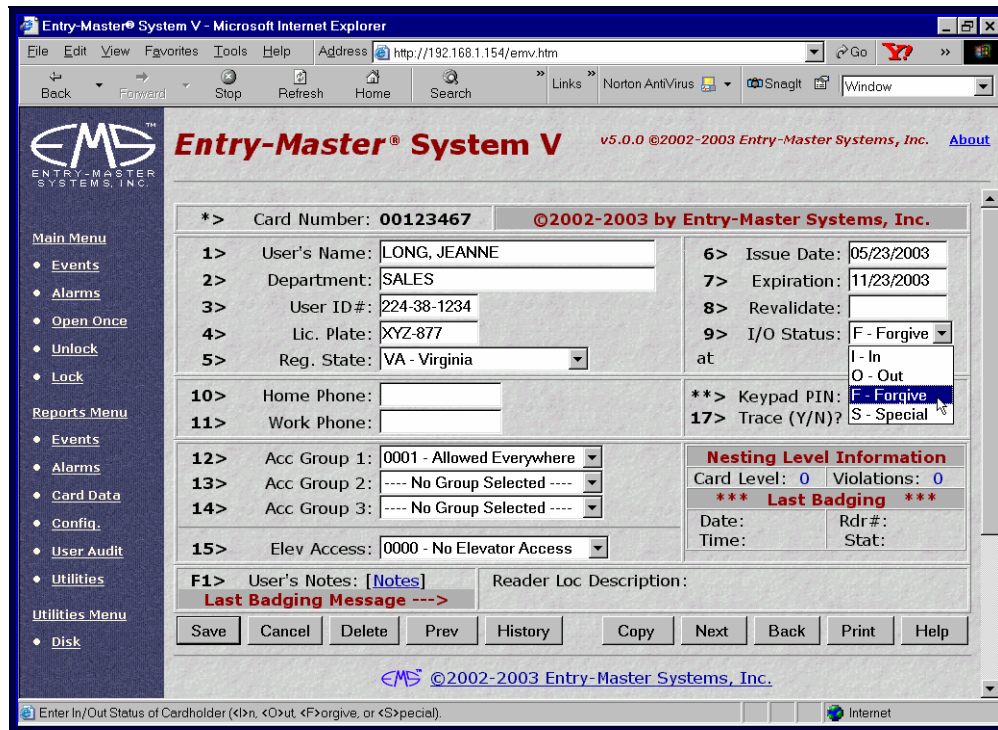 Entry-Master® System V - Microsoft Internet Explorer
File Edit View Favorites Tools Help Address http://192.168.1.154/emv.htm Go Y? »
Back Forward Stop Refresh Home Search » Links » Norton AntiVirus SnagIt Window
EMS™
ENTRY-MASTER
SYSTEMS, INC.
Entry-Master® System V v5.0.0 ©2002-2003 Entry-Master Systems, Inc. About
Main Menu
Events
Alarms
Open Once
Unlock
Lock
Reports Menu
Events
Alarms
Card Data
Config.
User Audit
Utilities
Utilities Menu
Disk
*> Card Number: 00123467 ©2002-2003 by Entry-Master Systems, Inc.
1> User's Name: LONG, JEANNE
2> Department: SALES
3> User ID#: 224-38-1234
4> Lic. Plate: XYZ-877
5> Reg. State: VA - Virginia
6> Issue Date: 05/23/2003
7> Expiration: 11/23/2003
8> Revalidate:
9> I/O Status: F - Forgive
at
I - In
O - Out
F - Forgive
S - Special
10> Home Phone:
11> Work Phone:
**> Keypad PIN:
17> Trace (Y/N)?
12> Acc Group 1: 0001 - Allowed Everywhere
13> Acc Group 2: ---- No Group Selected ----
14> Acc Group 3: ---- No Group Selected ----
15> Elev Access: 0000 - No Elevator Access
Nesting Level Information
Card Level: 0 Violations: 0
*** Last Badging ***
Date: Rdr#:
Time: Stat:
F1> User's Notes: [Notes] Reader Loc Description:
Last Badging Message --->
Save Cancel Delete Prev History Copy Next Back Print Help
EMS™ ©2002-2003 Entry-Master Systems, Inc.
Enter In/Out Status of Cardholder (<I>n, <O>ut, <F>orgive, or <S>pecial). Internet